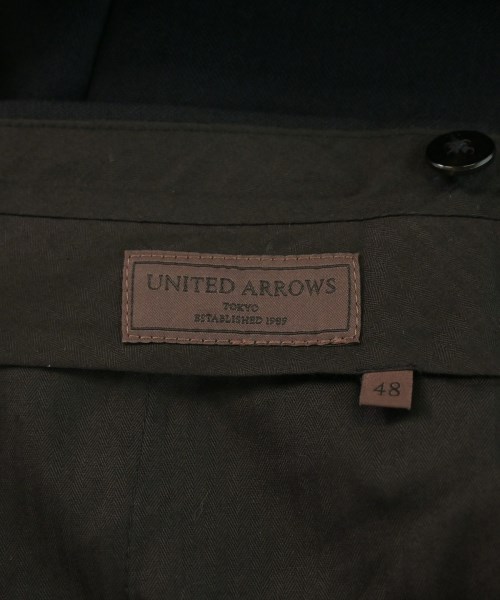 UNITED ARROWS
TOKYO
ESTABLISHED 1989
48